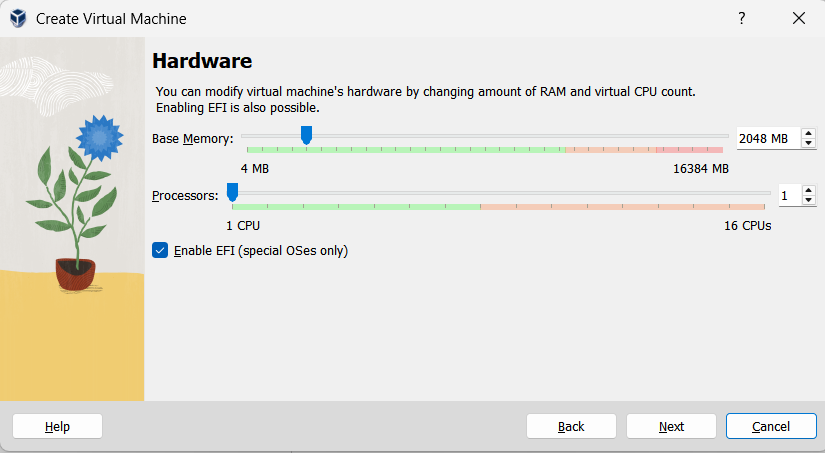 Create Virtual Machine
?
Hardware
You can modify virtual machine's hardware by changing amount of RAM and virtual CPU count.
Enabling EFI is also possible.
Base Memory:
2048 MB
4 MB
16384 MB
Processors:
1
1 CPU
16 CPUs
Enable EFI (special OSes only)
Help
Back
Next
Cancel